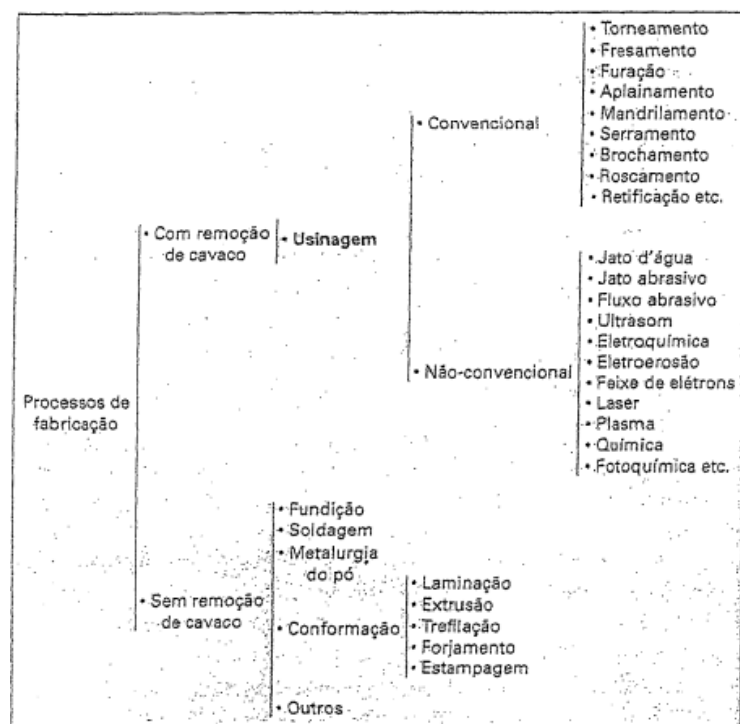 Processos de
fabricação
• Com remoção
de cavaco
• Usinagem
• Convencional
• Torneamento
• Fresamento
• Furação
• Aplainamento
• Mandrilamento
• Serramento
• Brochamento
• Roscamento
• Retificação etc.
• Não-convencional
• Jato d'água
• Jato abrasivo
• Fluxo abrasivo
• Ultrasom
• Eletroquímica
• Eletroerosão
• Feixe de elétrons
• Laser
• Plasma
• Química
• Fotoquímica etc.
• Sem remoção
de cavaco
• Fundição
• Soldagem
• Metalurgia
do pó
• Conformação
• Laminação
• Extrusão
• Trefilação
• Forjamento
• Estampagem
• Outros